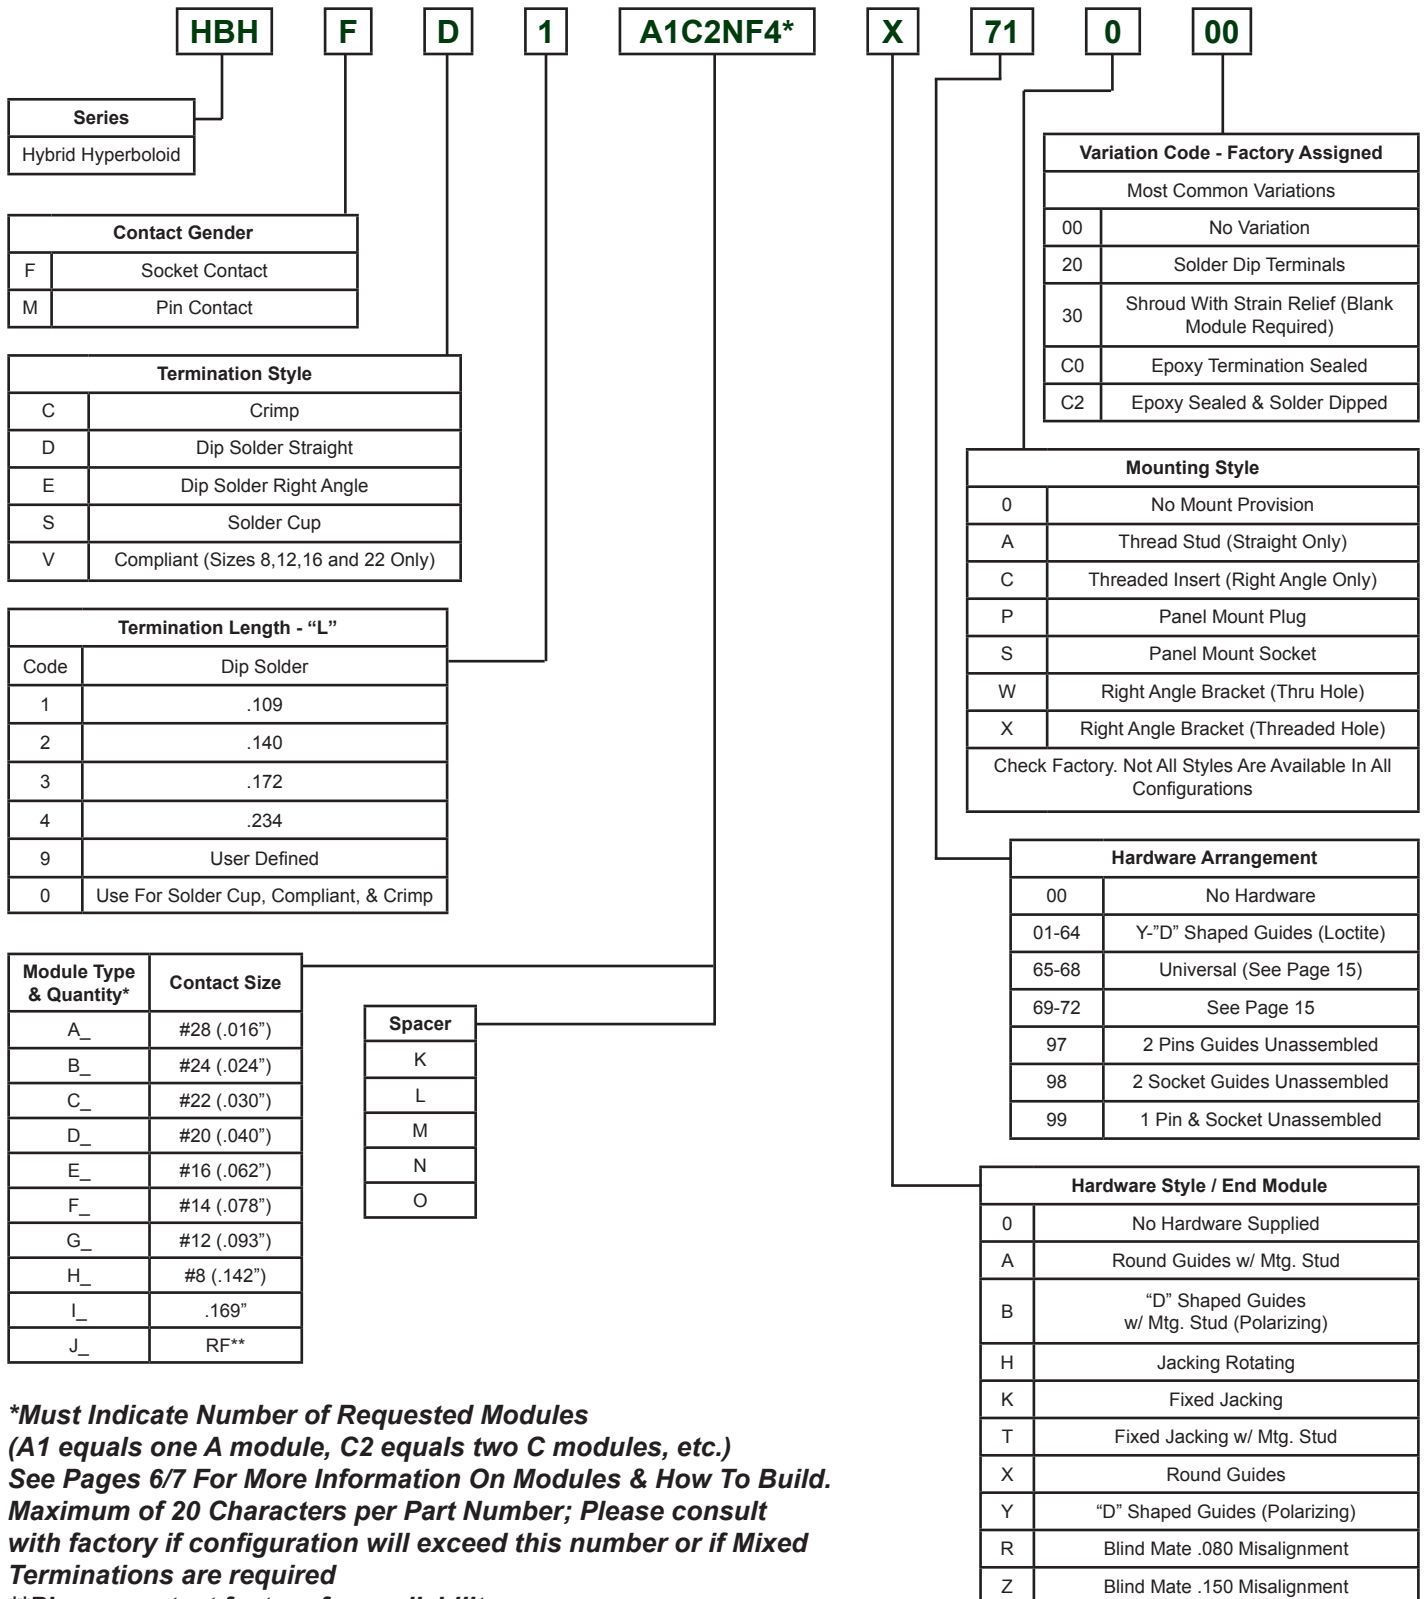 HBH F D 1 A1C2NF4* X 71 0 00
Series
Hybrid Hyperboloid
Contact Gender
F Socket Contact
M Pin Contact
Termination Style
C Crimp
D Dip Solder Straight
E Dip Solder Right Angle
S Solder Cup
V Compliant (Sizes 8,12,16 and 22 Only)
Termination Length - “L”
Code Dip Solder
1 .109
2 .140
3 .172
4 .234
9 User Defined
0 Use For Solder Cup, Compliant, & Crimp
Module Type
& Quantity*
Contact Size
A_ #28 (.016”)
B_ #24 (.024”)
C_ #22 (.030”)
D_ #20 (.040”)
E_ #16 (.062”)
F_ #14 (.078”)
G_ #12 (.093”)
H_ #8 (.142”)
I_ .169”
J_ RF**
Spacer
K
L
M
N
O
Variation Code - Factory Assigned
Most Common Variations
00 No Variation
20 Solder Dip Terminals
30 Shroud With Strain Relief (Blank
Module Required)
C0 Epoxy Termination Sealed
C2 Epoxy Sealed & Solder Dipped
Mounting Style
0 No Mount Provision
A Thread Stud (Straight Only)
C Threaded Insert (Right Angle Only)
P Panel Mount Plug
S Panel Mount Socket
W Right Angle Bracket (Thru Hole)
X Right Angle Bracket (Threaded Hole)
Check Factory. Not All Styles Are Available In All
Configurations
Hardware Arrangement
00 No Hardware
01-64 Y-”D” Shaped Guides (Loctite)
65-68 Universal (See Page 15)
69-72 See Page 15
97 2 Pins Guides Unassembled
98 2 Socket Guides Unassembled
99 1 Pin & Socket Unassembled
Hardware Style / End Module
0 No Hardware Supplied
A Round Guides w/ Mtg. Stud
B “D” Shaped Guides
w/ Mtg. Stud (Polarizing)
H Jacking Rotating
K Fixed Jacking
T Fixed Jacking w/ Mtg. Stud
X Round Guides
Y “D” Shaped Guides (Polarizing)
R Blind Mate .080 Misalignment
Z Blind Mate .150 Misalignment
*Must Indicate Number of Requested Modules
(A1 equals one A module, C2 equals two C modules, etc.)
See Pages 6/7 For More Information On Modules & How To Build.
Maximum of 20 Characters per Part Number; Please consult
with factory if configuration will exceed this number or if Mixed
Terminations are required